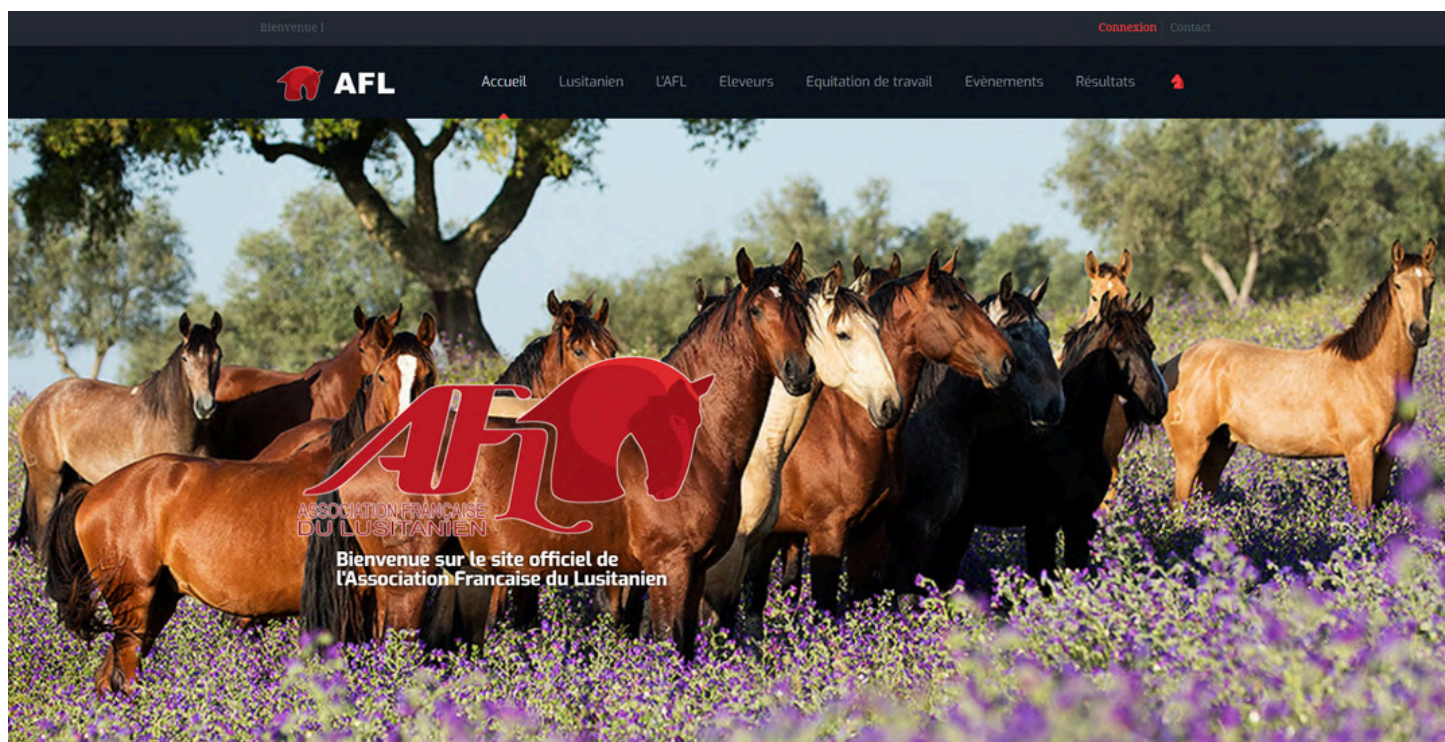 Bienvenue !
Connexion
Contact
AFL
Accueil
Lusitanien
L'AFL
Eleveurs
Equitation de travail
Evènements
Résultats
AFL
ASSOCIATION FRANCAISE
DU LUSITANIEN
Bienvenue sur le site officiel de
l'Association Francaise du Lusitanien